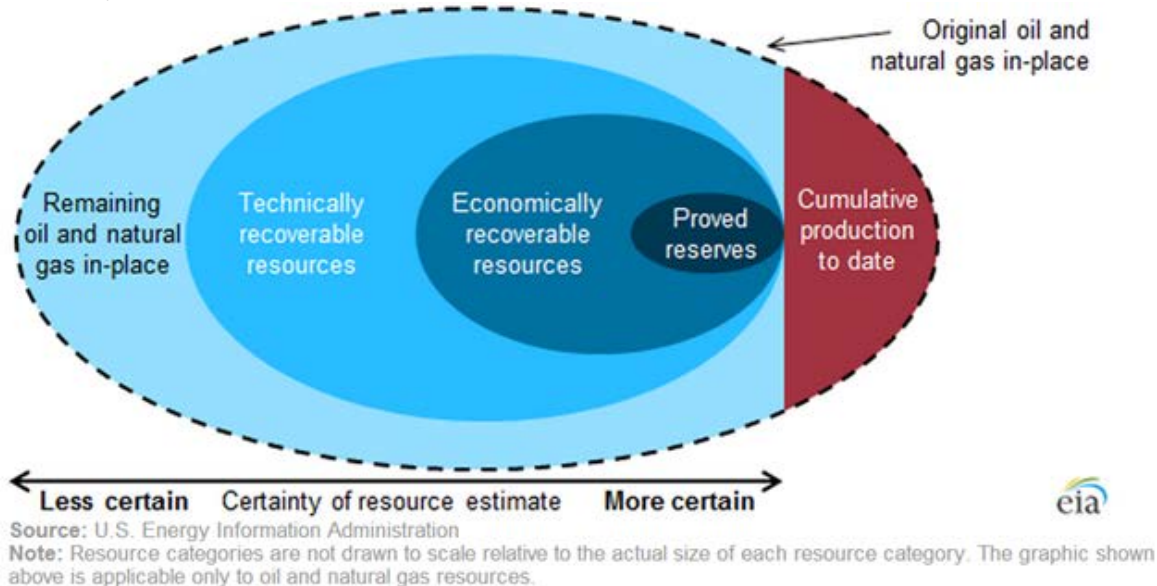 Original oil and
natural gas in-place
Remaining
oil and natural
gas in-place
Technically
recoverable
resources
Economically
recoverable
resources
Proved
reserves
Cumulative
production
to date
Less certain Certainty of resource estimate More certain
eia
Source: U.S. Energy Information Administration
Note: Resource categories are not drawn to scale relative to the actual size of each resource category. The graphic shown
above is applicable only to oil and natural gas resources.